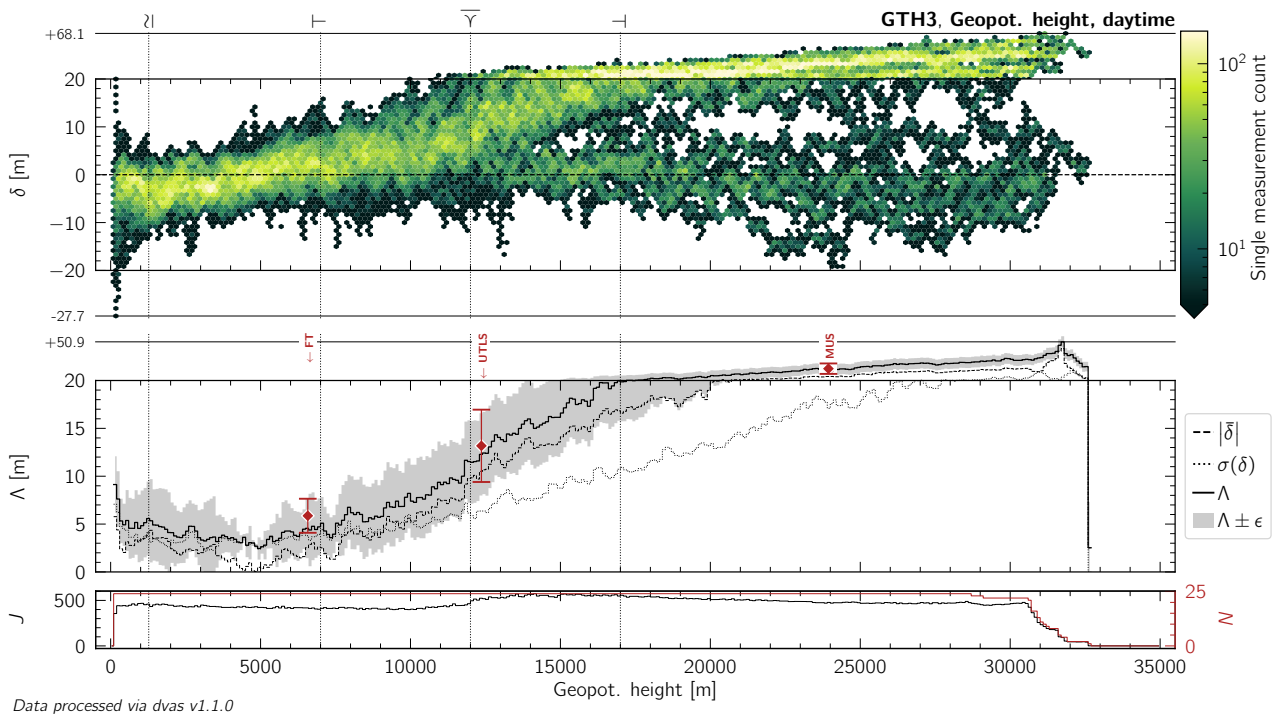 GTH3, Geopot. height, daytime
+68.1
20
10
0
−10
−20
-27.7
δ [m]
10²
10¹
Single measurement count
+50.9
20
15
10
5
0
Λ [m]
←FT
←UTLS
MUS
|δ̄|
σ(δ)
Λ
Λ ± ϵ
500
0
J
25
0
N
0 5000 10000 15000 20000 25000 30000 35000
Geopot. height [m]
Data processed via dvas v1.1.0